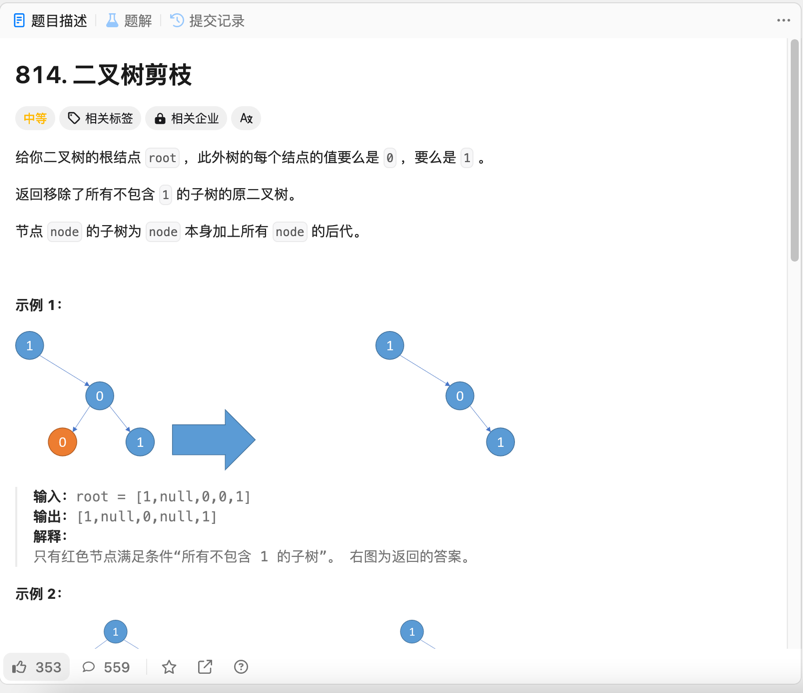 题目描述 题解 提交记录
814. 二叉树剪枝
中等 相关标签 相关企业
给你二叉树的根结点 root ，此外树的每个结点的值要么是 0 ，要么是 1 。
返回移除了所有不包含 1 的子树的原二叉树。
节点 node 的子树为 node 本身加上所有 node 的后代。
示例 1：
1 1
0 0
0 1 1
输入：root = [1,null,0,0,1]
输出：[1,null,0,null,1]
解释：
只有红色节点满足条件“所有不包含 1 的子树”。 右图为返回的答案。
示例 2：
1 1
353 559